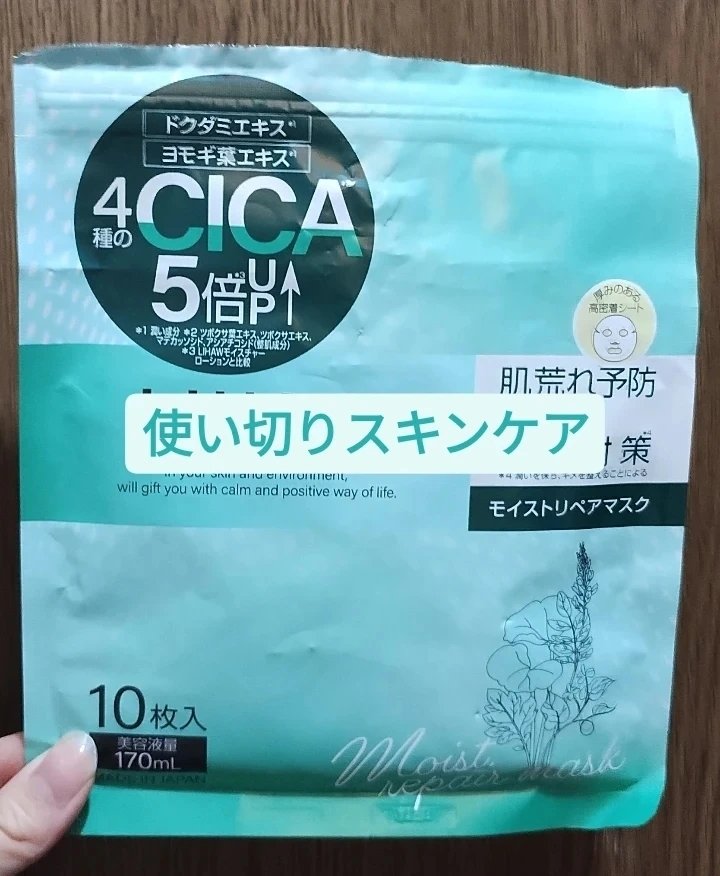 ドクダミエキス*1
ヨモギ葉エキス*1
4種のCICA
5倍*3UP↑
*1 潤い成分 *2 ツボクサ葉エキス、ツボクサエキス、
マデカッソシド、アシアチコシド(整肌成分)
*3 LIHAWモイスチャー
ローションと比較
厚みのある
高密着シート
肌荒れ予防
使い切りスキンケア
対策*4
*4 潤いを保ち、キメを整えることによる
in your skin and environment,
will gift you with calm and positive way of life.
モイストリペアマスク
10枚入
美容液量
170mL
MADE IN JAPAN
Moist
repair mask